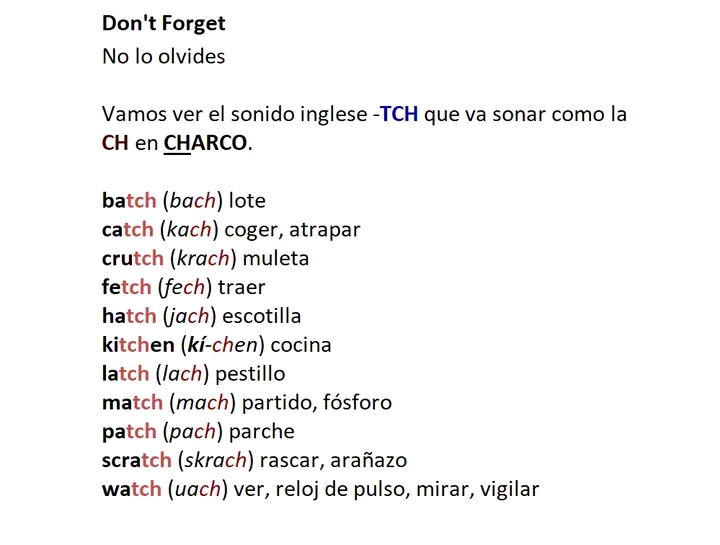 Don't Forget
No lo olvides
Vamos ver el sonido inglese -TCH que va sonar como la
CH en CHARCO.
batch (bach) lote
catch (kach) coger, atrapar
crutch (krach) muleta
fetch (fech) traer
hatch (jach) escotilla
kitchen (kí-chen) cocina
latch (lach) pestillo
match (mach) partido, fósforo
patch (pach) parche
scratch (skrach) rascar, arañazo
watch (uach) ver, reloj de pulso, mirar, vigilar